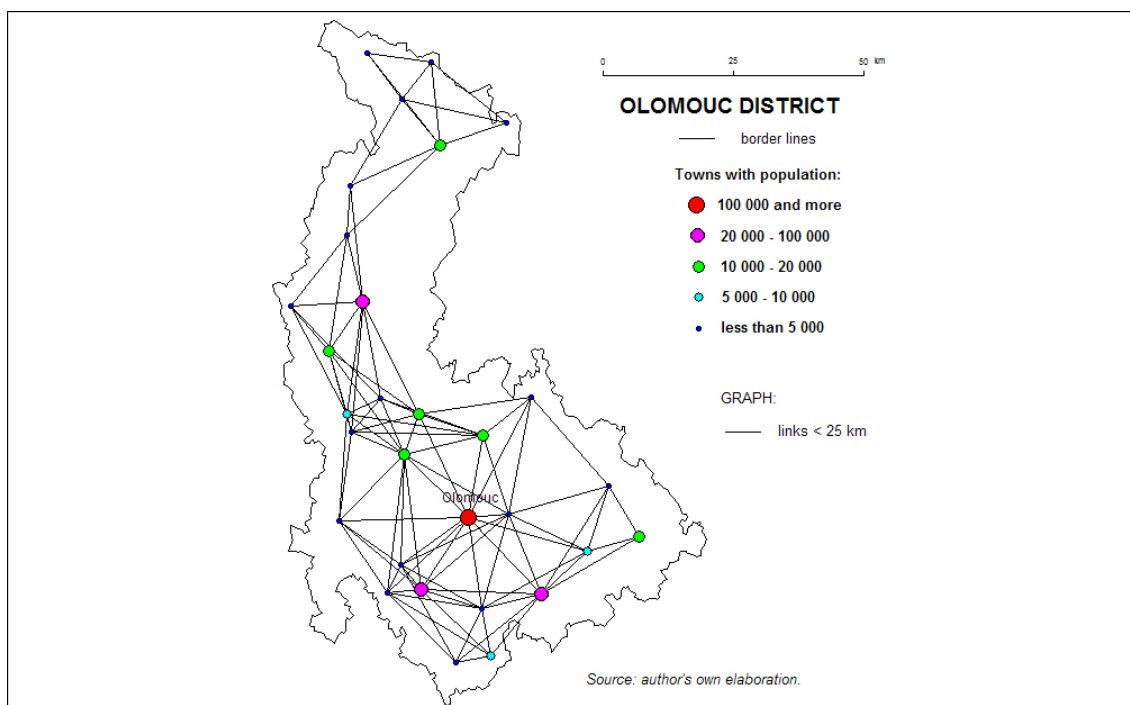 0 25 50 km
OLOMOUC DISTRICT
border lines
Towns with population:
100 000 and more
20 000 - 100 000
10 000 - 20 000
5 000 - 10 000
less than 5 000
GRAPH:
links < 25 km
Olomouc
Source: author's own elaboration.